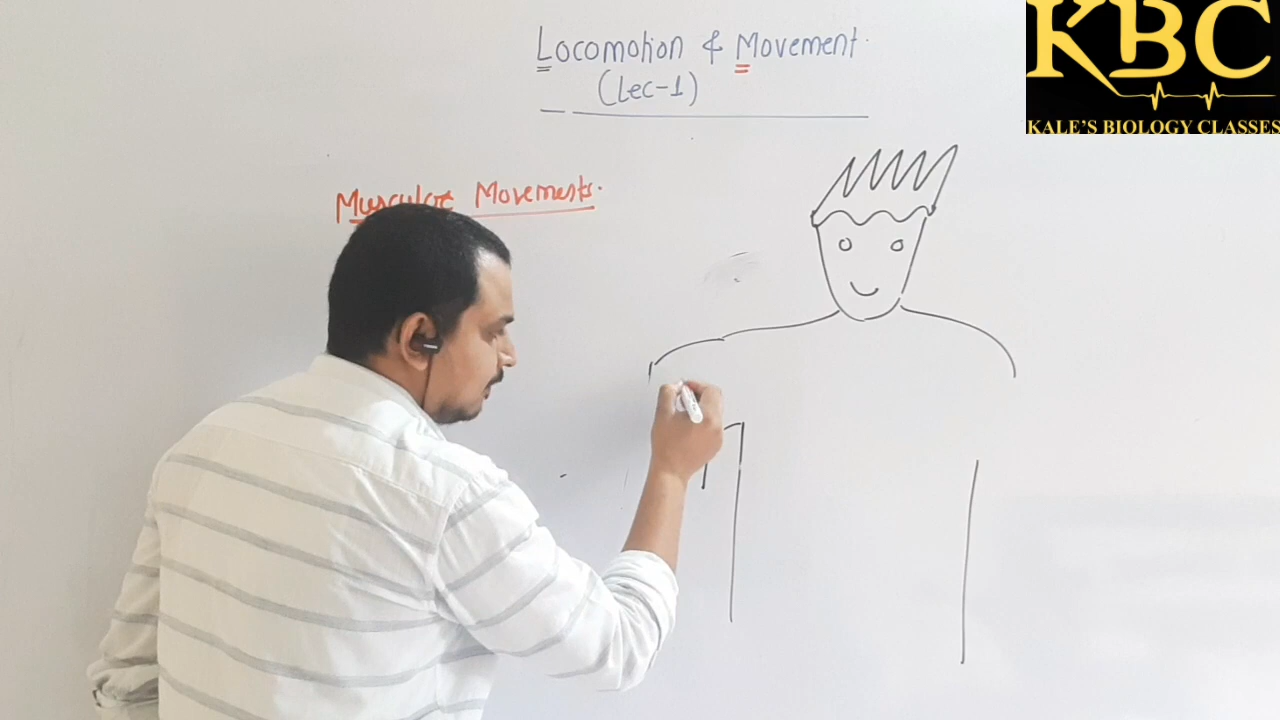 Locomotion & Movement.
(Lec-1)
KBC
KALE'S BIOLOGY CLASSES
Muscular Movements.